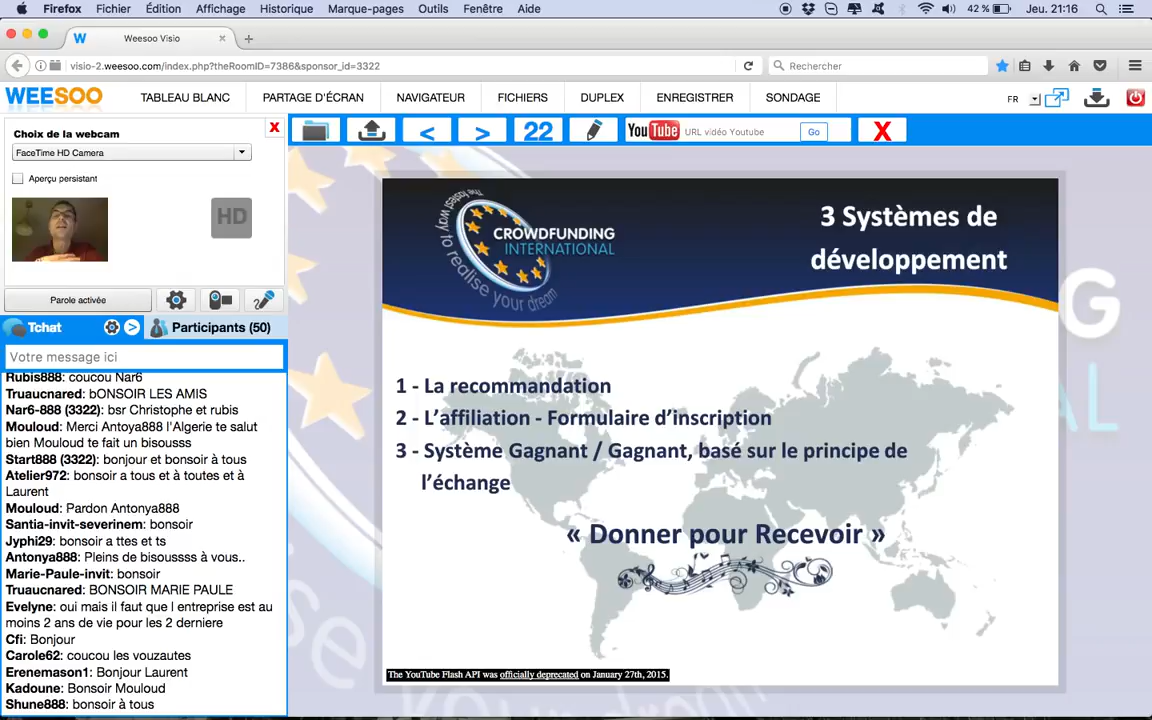 Firefox Fichier Édition Affichage Historique Marque-pages Outils Fenêtre Aide 42 % Jeu. 21:16
Weesoo Visio
visio-2.weesoo.com/index.php?theRoomID=7386&sponsor_id=3322
Rechercher
WEESOO TABLEAU BLANC PARTAGE D'ÉCRAN NAVIGATEUR FICHIERS DUPLEX ENREGISTRER SONDAGE FR
Choix de la webcam X
FaceTime HD Camera
Aperçu persistant
HD
Parole activée
< > 22 YouTube URL vidéo Youtube Go X
Tchat Participants (50)
Votre message ici
Rubis888: coucou Nar6
Truaucnared: bONSOIR LES AMIS
Nar6-888 (3322): bsr Christophe et rubis
Mouloud: Merci Antoya888 l'Algerie te salut
bien Mouloud te fait un bisousss
Start888 (3322): bonjour et bonsoir à tous
Atelier972: bonsoir a tous et à toutes et à
Laurent
Mouloud: Pardon Antonya888
Santia-invit-severinem: bonsoir
Jyphi29: bonsoir a ttes et ts
Antonya888: Pleins de bisoussss à vous..
Marie-Paule-invit: bonsoir
Truaucnared: BONSOIR MARIE PAULE
Evelyne: oui mais il faut que l entreprise est au
moins 2 ans de vie pour les 2 derniere
Cfi: Bonjour
Carole62: coucou les vouzautes
Erenemason1: Bonjour Laurent
Kadoune: Bonsoir Mouloud
Shune888: bonsoir à tous
the fastest way to realise your dream
CROWDFUNDING
INTERNATIONAL
3 Systèmes de
développement
1 - La recommandation
2 - L'affiliation - Formulaire d'inscription
3 - Système Gagnant / Gagnant, basé sur le principe de
l'échange
« Donner pour Recevoir »
The YouTube Flash API was officially deprecated on January 27th, 2015.